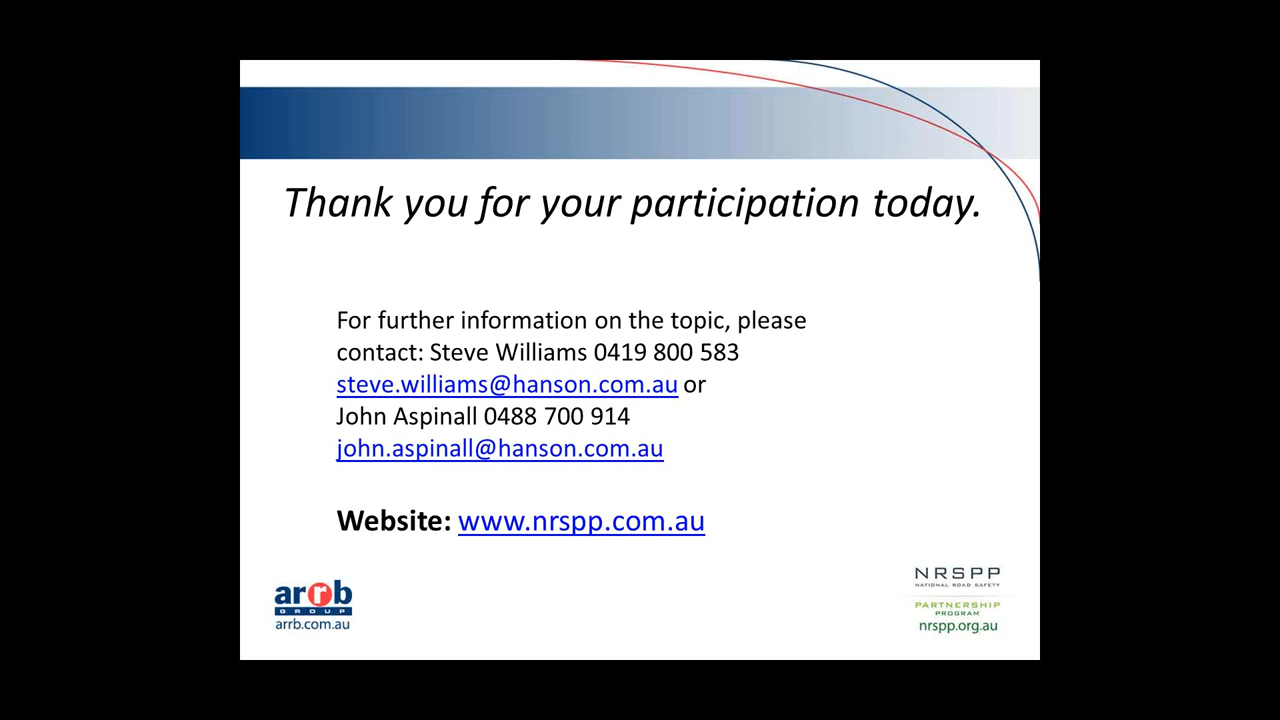 Thank you for your participation today.
For further information on the topic, please
contact: Steve Williams 0419 800 583
steve.williams@hanson.com.au or
John Aspinall 0488 700 914
john.aspinall@hanson.com.au
Website: www.nrspp.com.au
arrb
GROUP
arrb.com.au
NRSPP
NATIONAL ROAD SAFETY
PARTNERSHIP
PROGRAM
nrspp.org.au